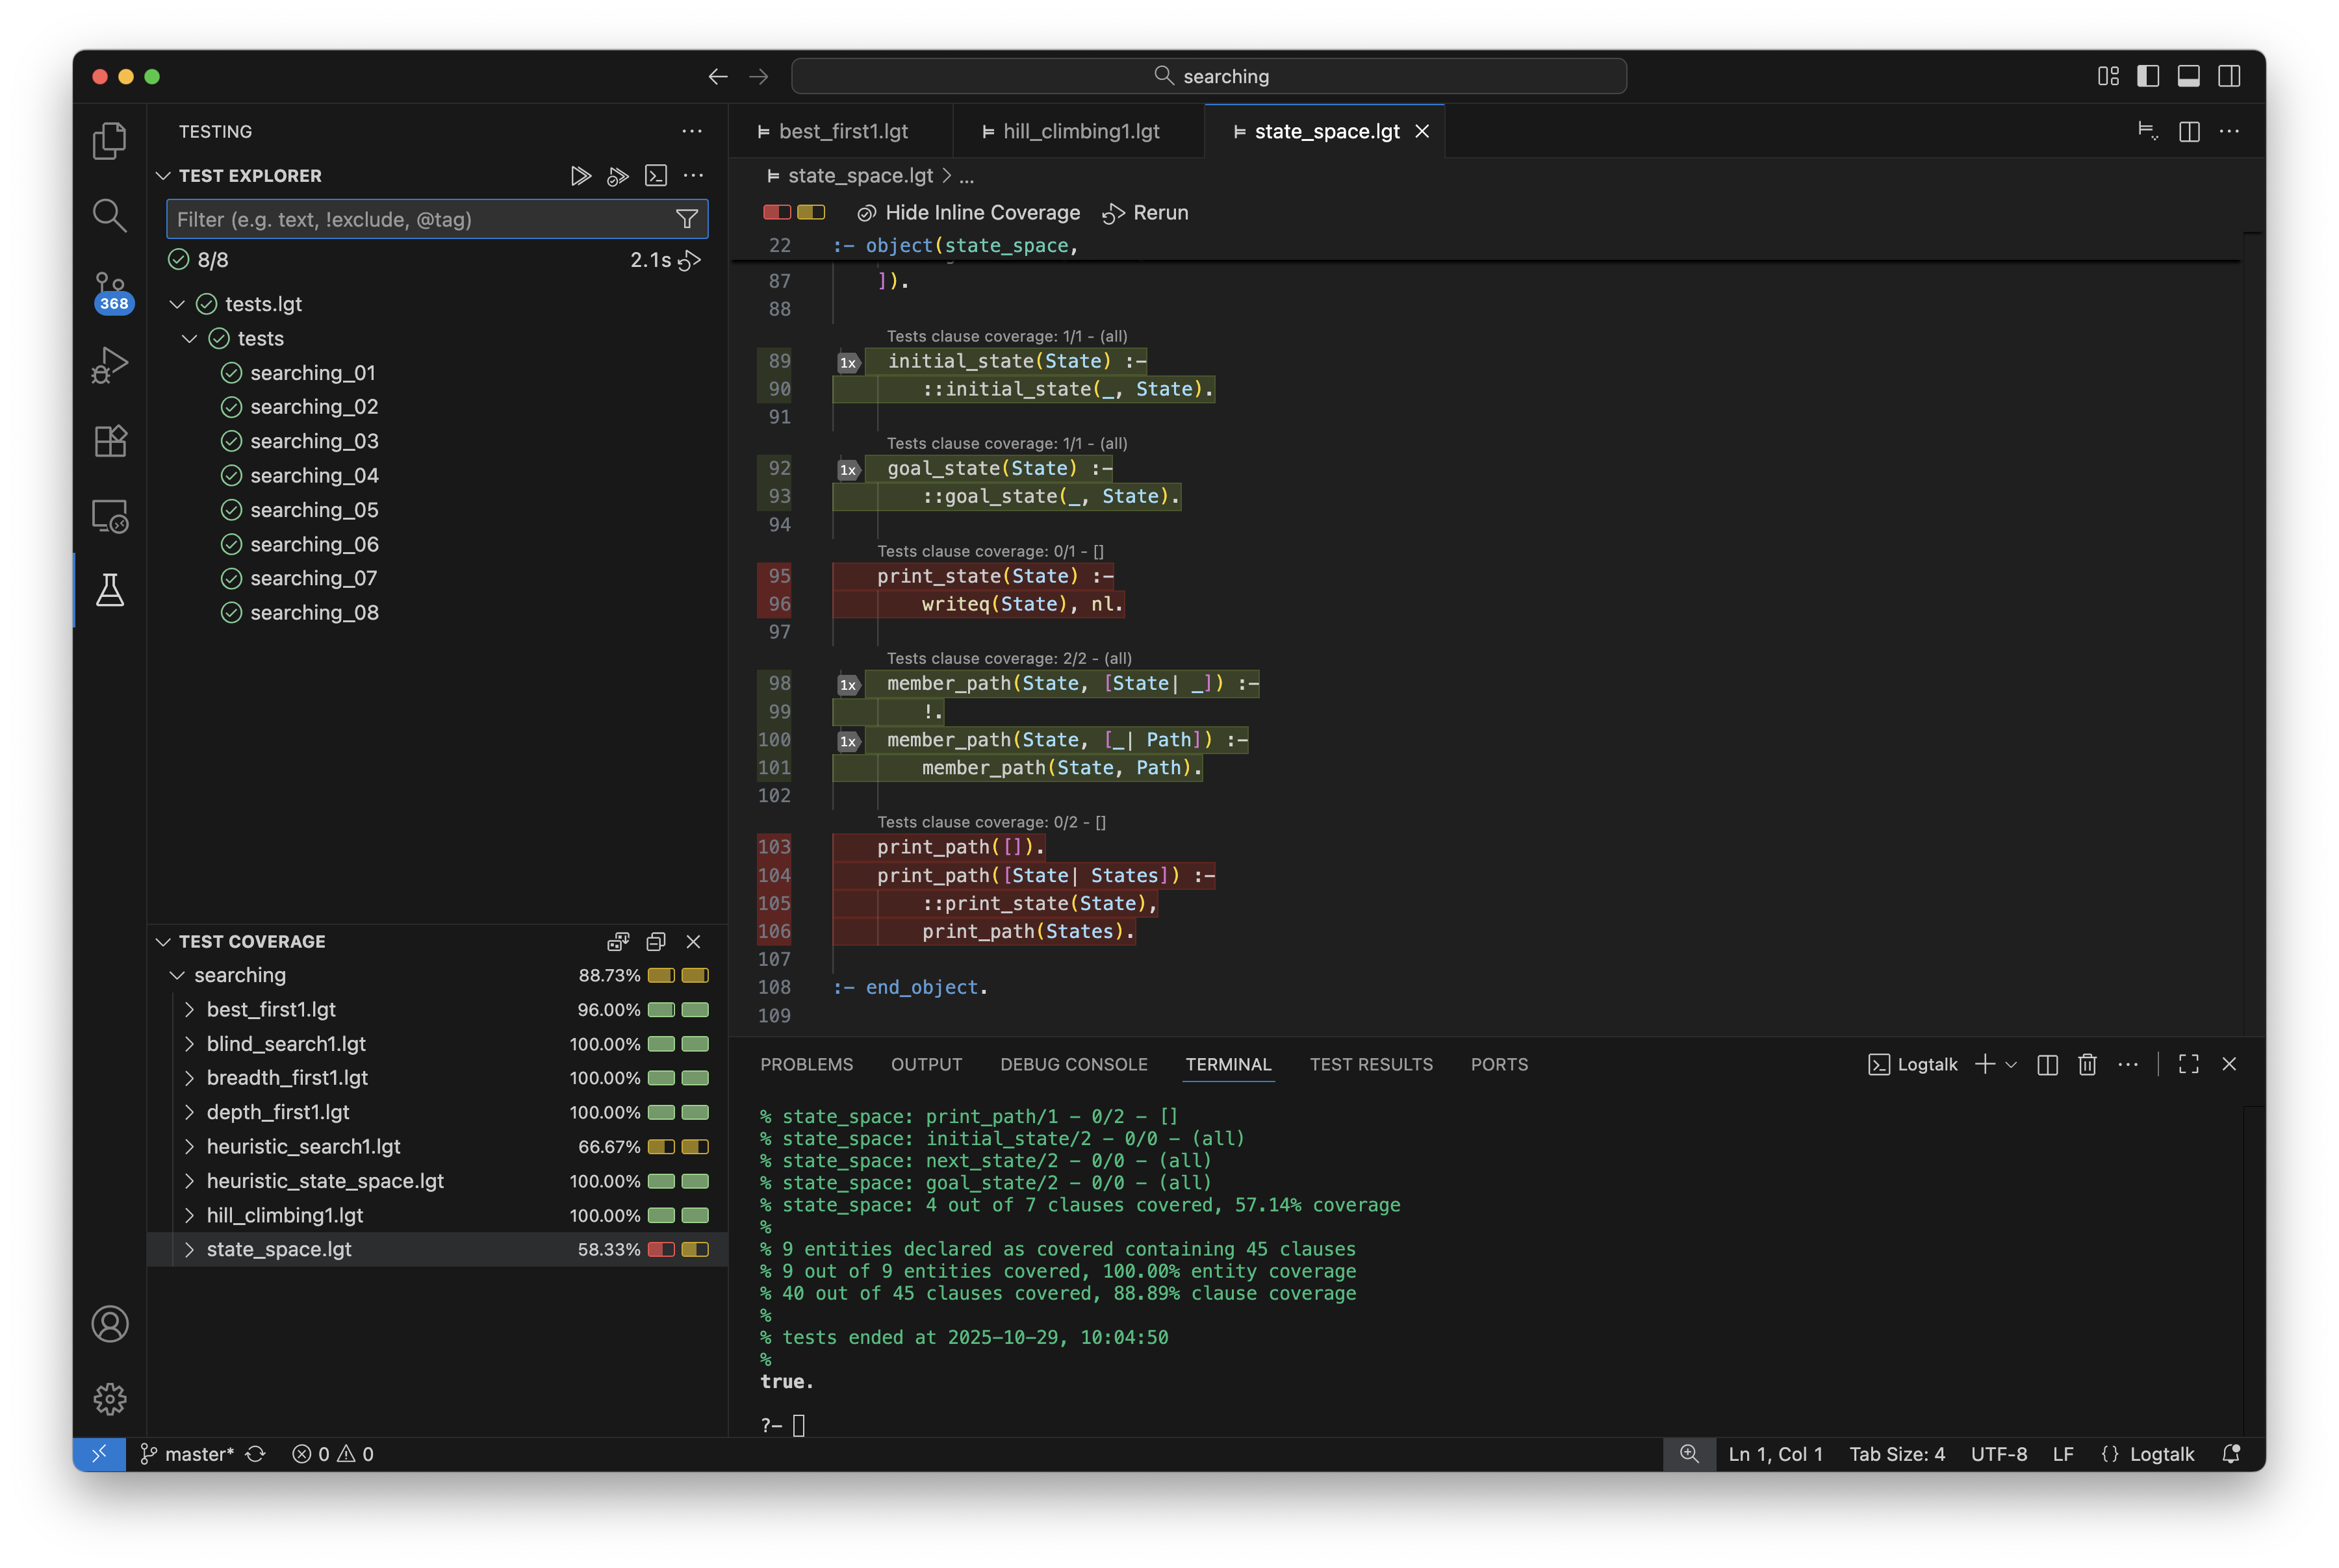 searching
TESTING
TEST EXPLORER
Filter (e.g. text, !exclude, @tag)
8/8
2.1s
368
tests.lgt
tests
searching_01
searching_02
searching_03
searching_04
searching_05
searching_06
searching_07
searching_08
TEST COVERAGE
searching 88.73%
best_first1.lgt 96.00%
blind_search1.lgt 100.00%
breadth_first1.lgt 100.00%
depth_first1.lgt 100.00%
heuristic_search1.lgt 66.67%
heuristic_state_space.lgt 100.00%
hill_climbing1.lgt 100.00%
state_space.lgt 58.33%
best_first1.lgt
hill_climbing1.lgt
state_space.lgt
state_space.lgt > ...
Hide Inline Coverage Rerun
22 :- object(state_space,
87 ]).
88
Tests clause coverage: 1/1 - (all)
89 1x initial_state(State) :-
90 ::initial_state(_, State).
91
Tests clause coverage: 1/1 - (all)
92 1x goal_state(State) :-
93 ::goal_state(_, State).
94
Tests clause coverage: 0/1 - []
95 print_state(State) :-
96 writeq(State), nl.
97
Tests clause coverage: 2/2 - (all)
98 1x member_path(State, [State| _]) :-
99 !.
100 1x member_path(State, [_| Path]) :-
101 member_path(State, Path).
102
Tests clause coverage: 0/2 - []
103 print_path([]).
104 print_path([State| States]) :-
105 ::print_state(State),
106 print_path(States).
107
108 :- end_object.
109
PROBLEMS OUTPUT DEBUG CONSOLE TERMINAL TEST RESULTS PORTS
Logtalk
% state_space: print_path/1 - 0/2 - []
% state_space: initial_state/2 - 0/0 - (all)
% state_space: next_state/2 - 0/0 - (all)
% state_space: goal_state/2 - 0/0 - (all)
% state_space: 4 out of 7 clauses covered, 57.14% coverage
%
% 9 entities declared as covered containing 45 clauses
% 9 out of 9 entities covered, 100.00% entity coverage
% 40 out of 45 clauses covered, 88.89% clause coverage
%
% tests ended at 2025-10-29, 10:04:50
%
true.
?-
master* 0 0
Ln 1, Col 1 Tab Size: 4 UTF-8 LF {} Logtalk